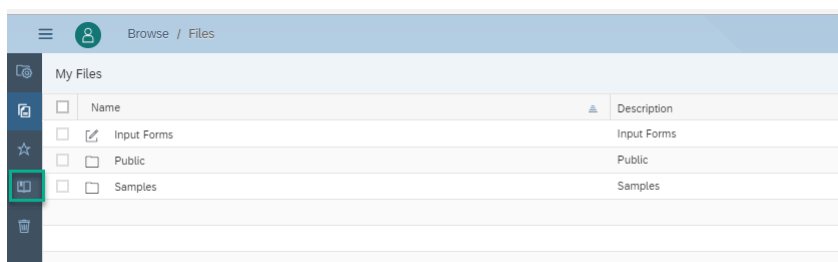 Browse / Files
My Files
Name Description
Input Forms Input Forms
Public Public
Samples Samples